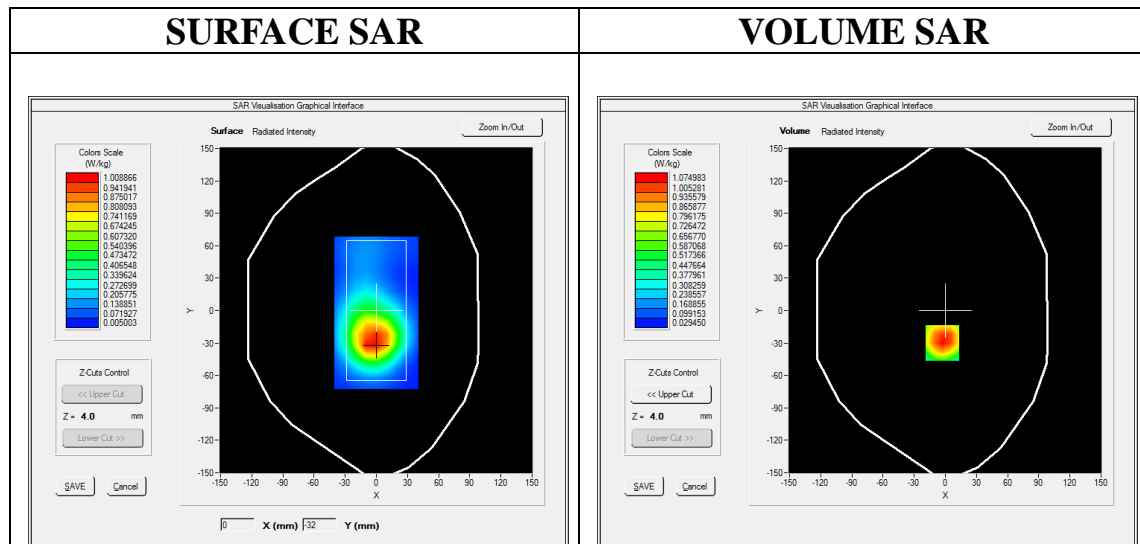 SURFACE SAR
VOLUME SAR
SAR Visualisation Graphical Interface
Surface Radiated Intensity
Zoom In/Out
Colors Scale
(W/kg)
1.008866
0.941941
0.875017
0.808093
0.741169
0.674245
0.607320
0.540396
0.473472
0.406548
0.339624
0.272699
0.205775
0.138851
0.071927
0.005003
150
120
90
60
30
0
-30
-60
-90
-120
-150
Y
-150 -120 -90 -60 -30 0 30 60 90 120 150
X
Z-Cuts Control
<< Upper Cut
Z = 4.0 mm
Lower Cut >>
SAVE Cancel
0 X (mm) -32 Y (mm)
SAR Visualisation Graphical Interface
Volume Radiated Intensity
Zoom In/Out
Colors Scale
(W/kg)
1.074983
1.005281
0.935579
0.865877
0.796175
0.726472
0.656770
0.587068
0.517366
0.447664
0.377961
0.308259
0.238557
0.168855
0.099153
0.029450
150
120
90
60
30
0
-30
-60
-90
-120
-150
Y
-150 -120 -90 -60 -30 0 30 60 90 120 150
X
Z-Cuts Control
<< Upper Cut
Z = 4.0 mm
Lower Cut >>
SAVE Cancel